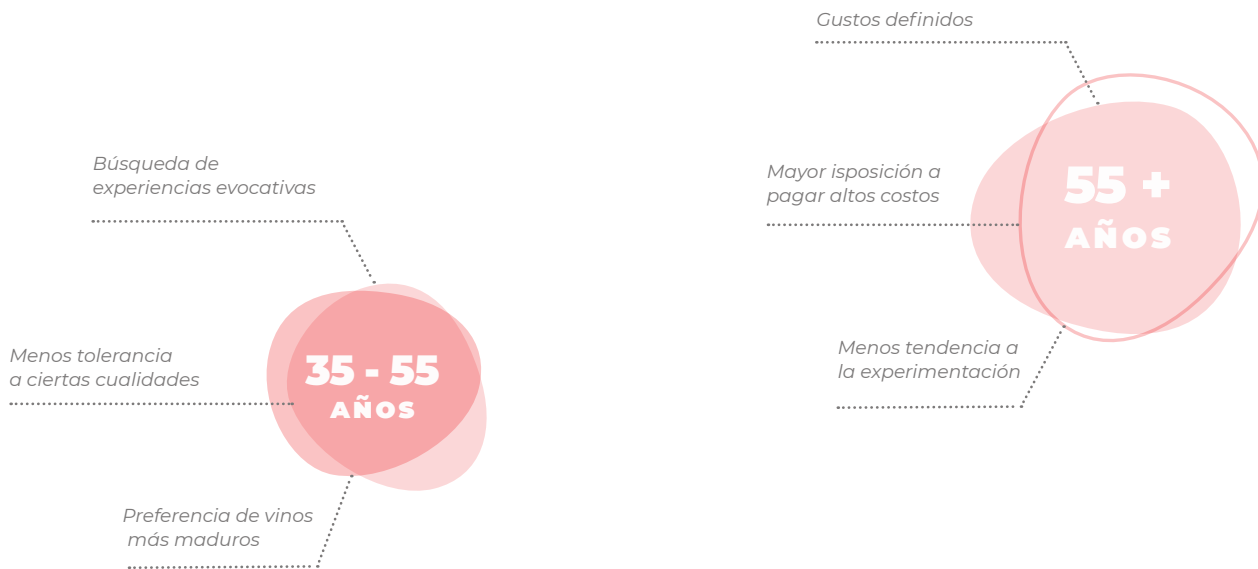 Búsqueda de
experiencias evocativas
Menos tolerancia
a ciertas cualidades
35 - 55
AÑOS
Preferencia de vinos
más maduros
Gustos definidos
Mayor isposición a
pagar altos costos
55 +
AÑOS
Menos tendencia a
la experimentación